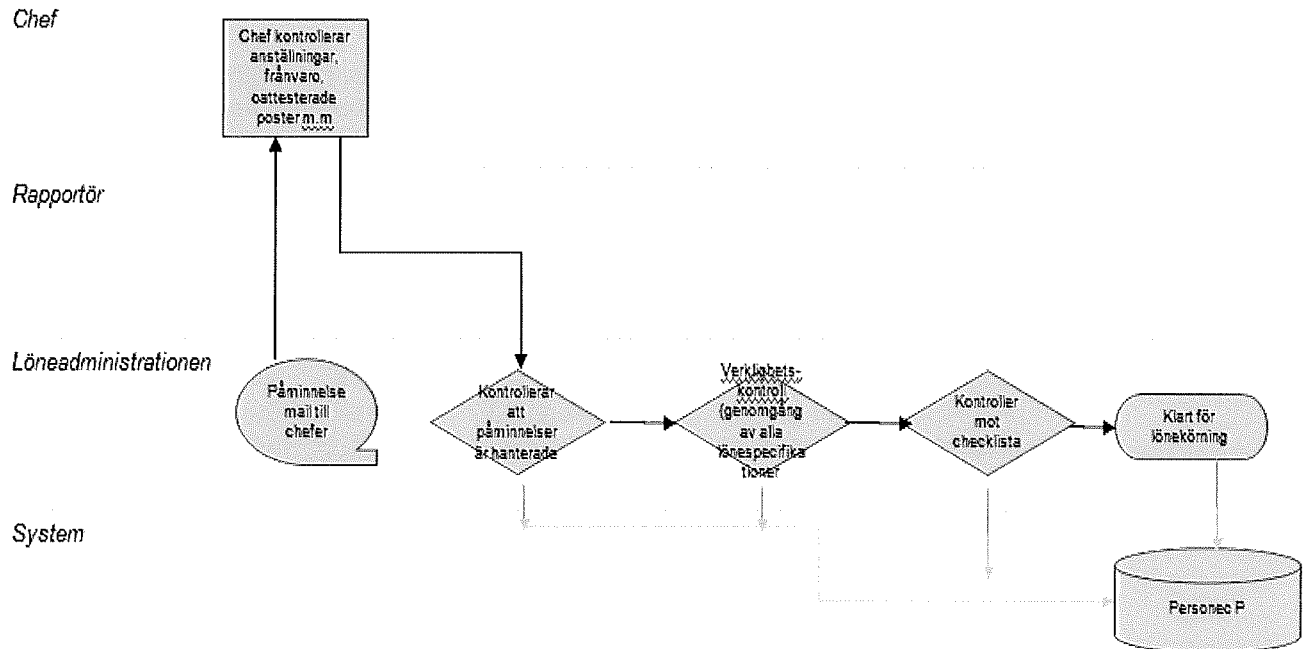 Chef
Chef kontrollerar
anställningar,
frånvaro,
oattesterade
poster m.m
Rapportör
Löneadministrationen
Påminnelse
mail till
chefer
Kontrollerar
att
påminnelser
är hanterade
Verklighets-
kontroll
(genomgång
av alla
lönespecifika
tioner
Kontroller
mot
checklista
Klart för
lönekörning
System
Personec P